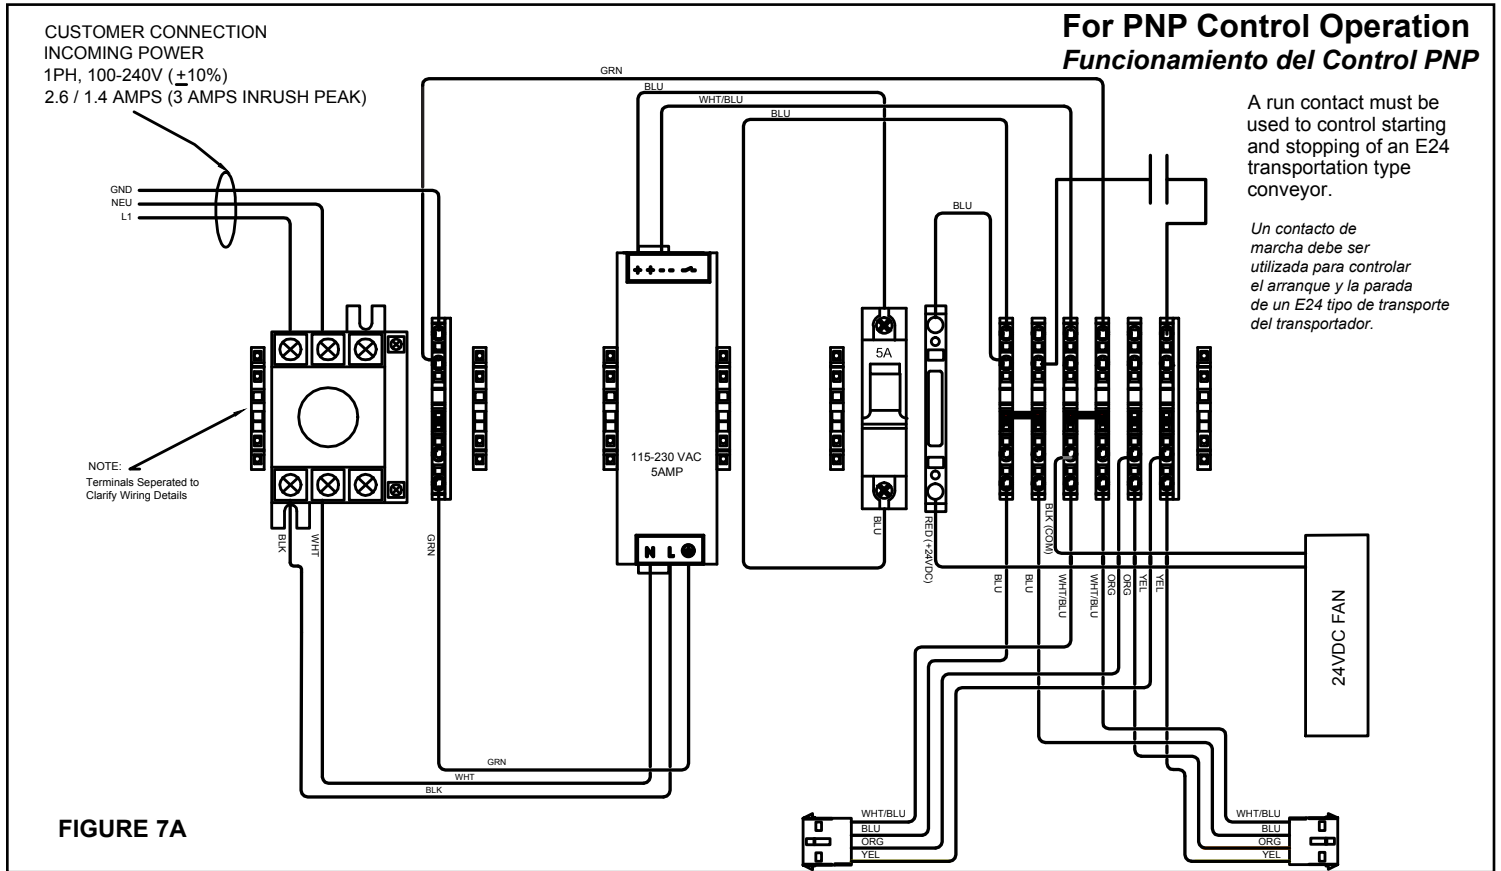 CUSTOMER CONNECTION
INCOMING POWER
1PH, 100-240V (±10%)
2.6 / 1.4 AMPS (3 AMPS INRUSH PEAK)
For PNP Control Operation
Funcionamiento del Control PNP
A run contact must be
used to control starting
and stopping of an E24
transportation type
conveyor.
Un contacto de
marcha debe ser
utilizada para controlar
el arranque y la parada
de un E24 tipo de transporte
del transportador.
GRN
BLU
WHT/BLU
BLU
GND
NEU
L1
BLU
++--
5A
NOTE:
Terminals Seperated to
Clarify Wiring Details
115-230 VAC
5AMP
N L
BLK
WHT
GRN
BLU
RED (+24VDC)
BLK (COM)
BLU
BLU
WHT/BLU
WHT/BLU
ORG
ORG
YEL
YEL
24VDC FAN
GRN
WHT
BLK
FIGURE 7A
WHT/BLU
BLU
ORG
YEL
WHT/BLU
BLU
ORG
YEL